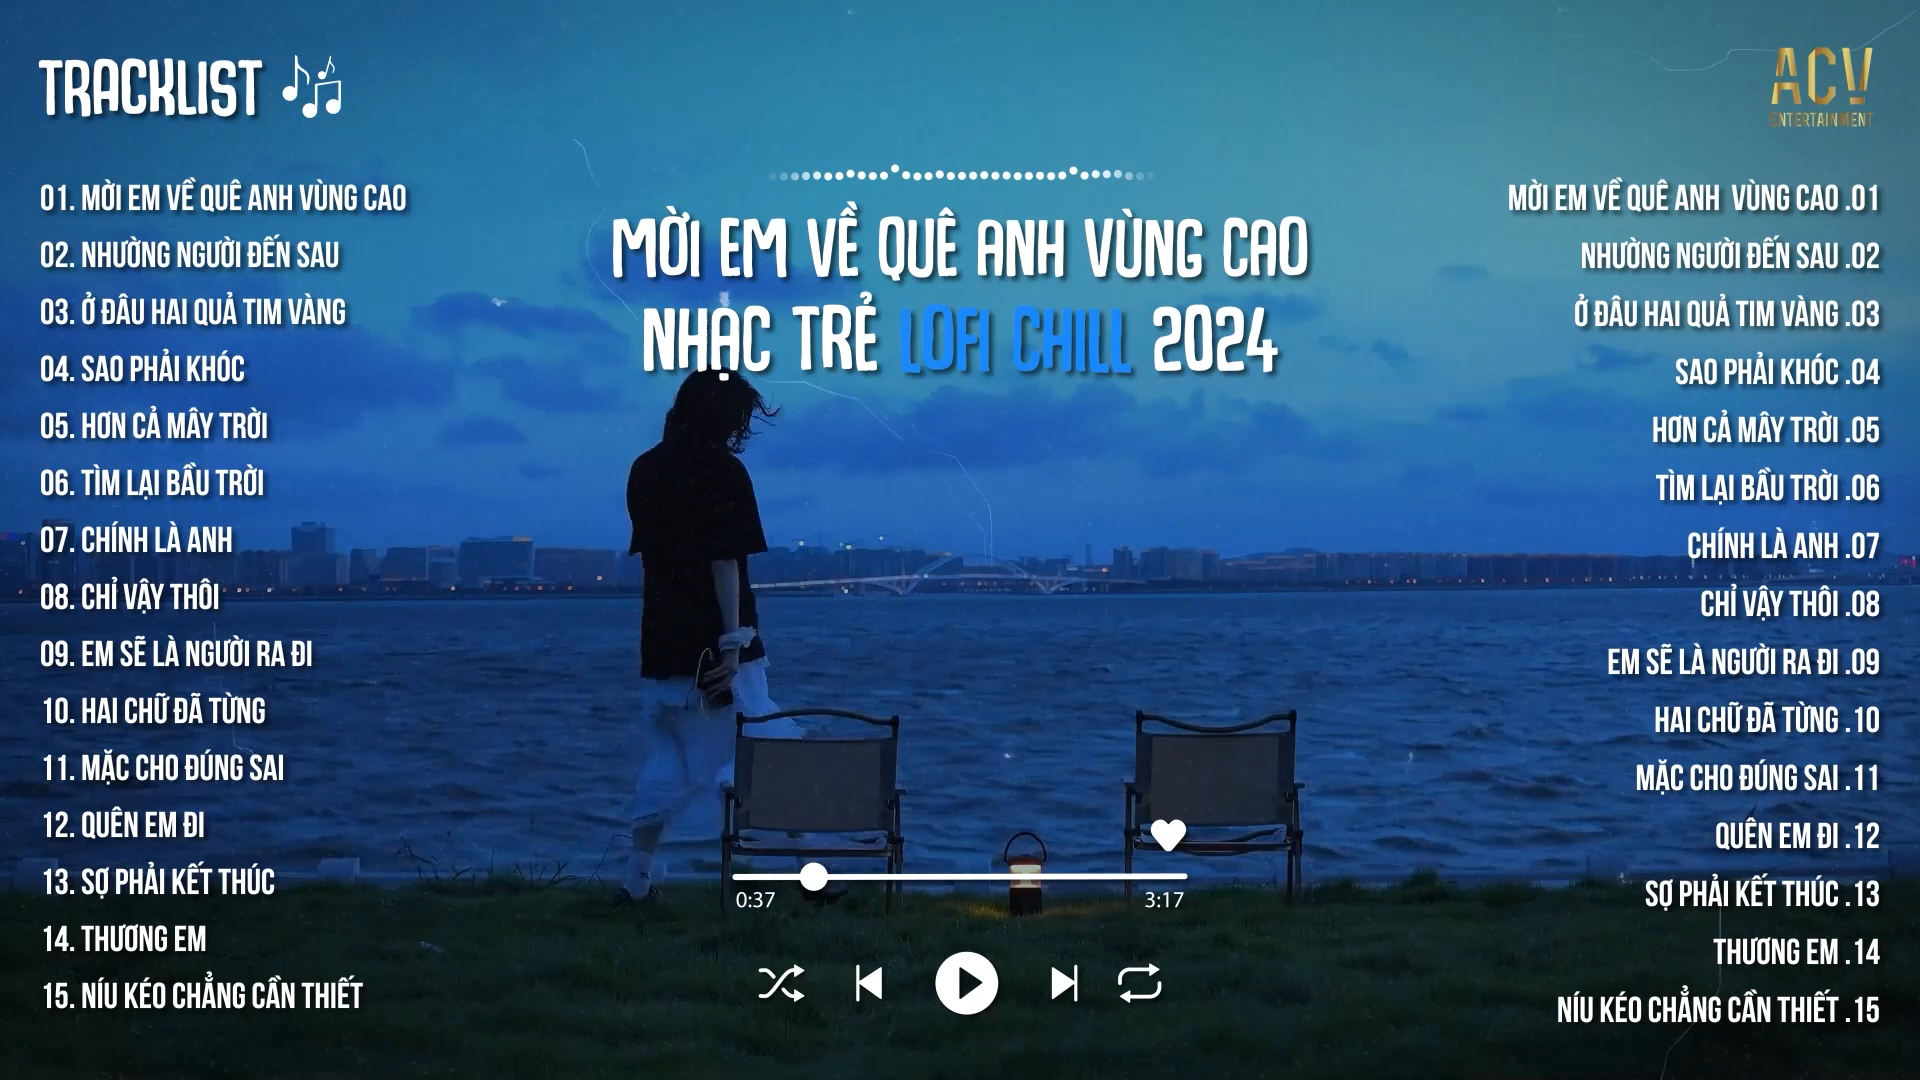 TRACKLIST
ACV
ENTERTAINMENT
01. MỜI EM VỀ QUÊ ANH VÙNG CAO
02. NHƯỜNG NGƯỜI ĐẾN SAU
03. Ở ĐÂU HAI QUẢ TIM VÀNG
04. SAO PHẢI KHÓC
05. HƠN CẢ MÂY TRỜI
06. TÌM LẠI BẦU TRỜI
07. CHÍNH LÀ ANH
08. CHỈ VẬY THÔI
09. EM SẼ LÀ NGƯỜI RA ĐI
10. HAI CHỮ ĐÃ TỪNG
11. MẶC CHO ĐÚNG SAI
12. QUÊN EM ĐI
13. SỢ PHẢI KẾT THÚC
14. THƯƠNG EM
15. NÍU KÉO CHẲNG CẦN THIẾT
MỜI EM VỀ QUÊ ANH VÙNG CAO
NHẠC TRẺ LOFI CHILL 2024
0:37
3:17
MỜI EM VỀ QUÊ ANH VÙNG CAO .01
NHƯỜNG NGƯỜI ĐẾN SAU .02
Ở ĐÂU HAI QUẢ TIM VÀNG .03
SAO PHẢI KHÓC .04
HƠN CẢ MÂY TRỜI .05
TÌM LẠI BẦU TRỜI .06
CHÍNH LÀ ANH .07
CHỈ VẬY THÔI .08
EM SẼ LÀ NGƯỜI RA ĐI .09
HAI CHỮ ĐÃ TỪNG .10
MẶC CHO ĐÚNG SAI .11
QUÊN EM ĐI .12
SỢ PHẢI KẾT THÚC .13
THƯƠNG EM .14
NÍU KÉO CHẲNG CẦN THIẾT .15